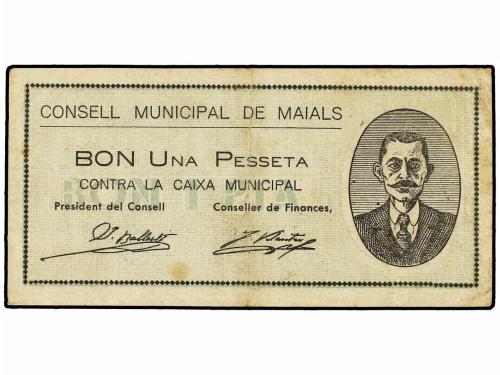 CONSELL MUNICIPAL DE MAIALS
BON UNA PESSETA
CONTRA LA CAIXA MUNICIPAL
President del Consell Conseller de Finances,